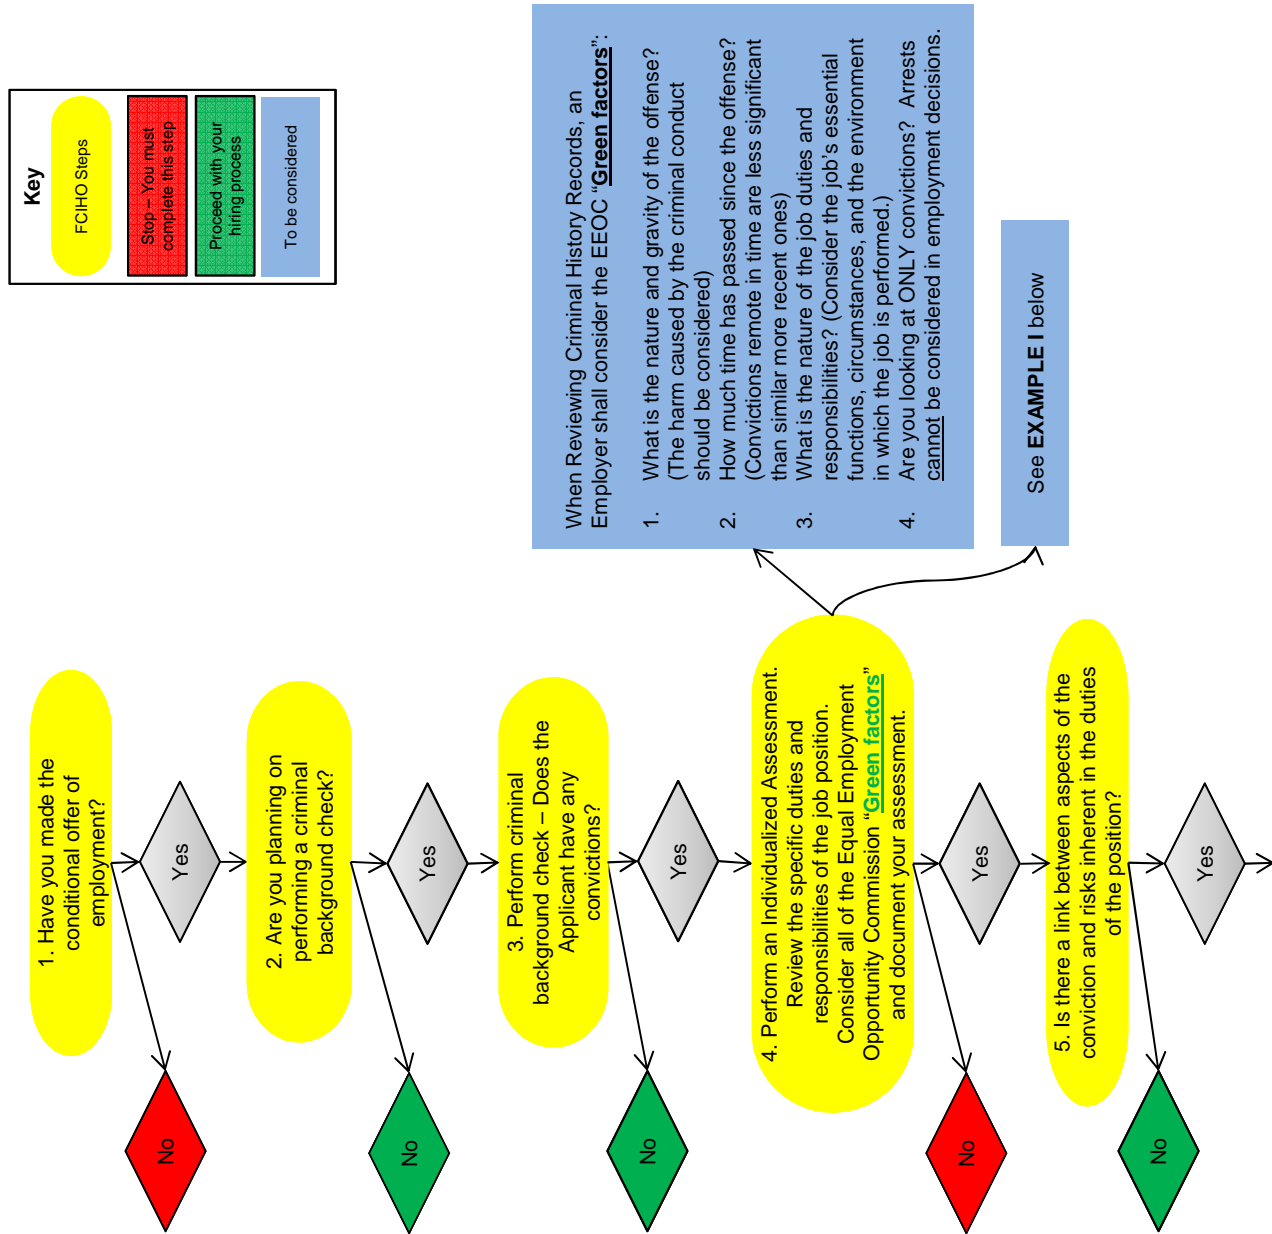 Key
FCIHO Steps
Stop – You must
complete this step
Proceed with your
hiring process
To be considered
1. Have you made the
conditional offer of
employment?
No
Yes
2. Are you planning on
performing a criminal
background check?
No
Yes
3. Perform criminal
background check – Does the
Applicant have any
convictions?
No
Yes
4. Perform an Individualized Assessment.
Review the specific duties and
responsibilities of the job position.
Consider all of the Equal Employment
Opportunity Commission “Green factors”
and document your assessment.
No
Yes
When Reviewing Criminal History Records, an
Employer shall consider the EEOC “Green factors”:
1. What is the nature and gravity of the offense?
(The harm caused by the criminal conduct
should be considered)
2. How much time has passed since the offense?
(Convictions remote in time are less significant
than similar more recent ones)
3. What is the nature of the job duties and
responsibilities? (Consider the job’s essential
functions, circumstances, and the environment
in which the job is performed.)
4. Are you looking at ONLY convictions? Arrests
cannot be considered in employment decisions.
See EXAMPLE I below
5. Is there a link between aspects of the
conviction and risks inherent in the duties
of the position?
No
Yes